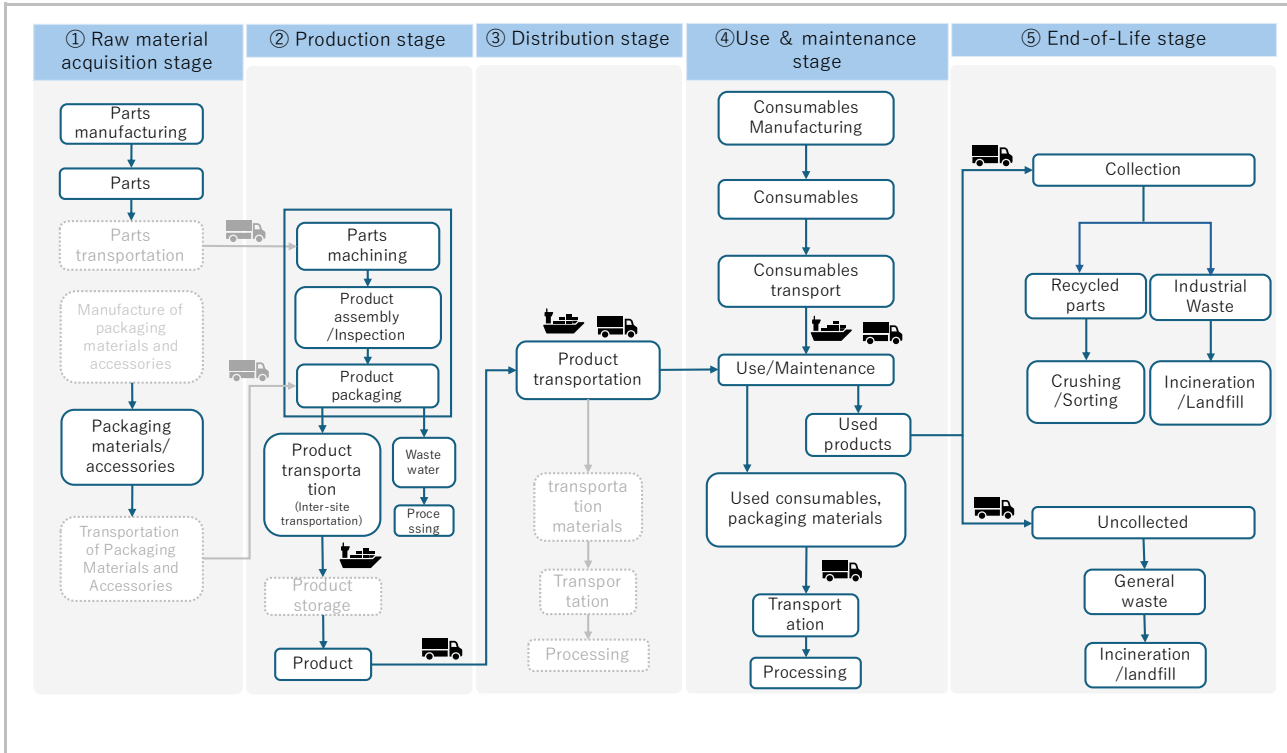 ① Raw material
acquisition stage
Parts
manufacturing
Parts
Parts
transportation
Manufacture of
packaging
materials and
accessories
Packaging
materials/
accessories
Transportation
of Packaging
Materials and
Accessories
② Production stage
Parts
machining
Product
assembly
/Inspection
Product
packaging
Product
transporta
tion
(Inter-site
transportation)
Waste
water
Proce
ssing
Product
storage
Product
③ Distribution stage
Product
transportation
transporta
tion materials
Transpor
tation
Processing
④Use & maintenance
stage
Consumables
Manufacturing
Consumables
Consumables
transport
Use/Maintenance
Used
products
Used consumables,
packaging materials
Transport
ation
Processing
⑤ End-of-Life stage
Collection
Recycled
parts
Industrial
Waste
Crushing
/Sorting
Incineration
/Landfill
Uncollected
General
waste
Incineration
/landfill